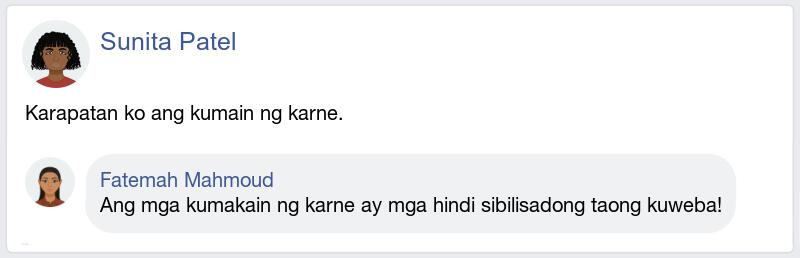 Sunita Patel
Karapatan ko ang kumain ng karne.
Fatemah Mahmoud
Ang mga kumakain ng karne ay mga hindi sibilisadong taong kuweba!